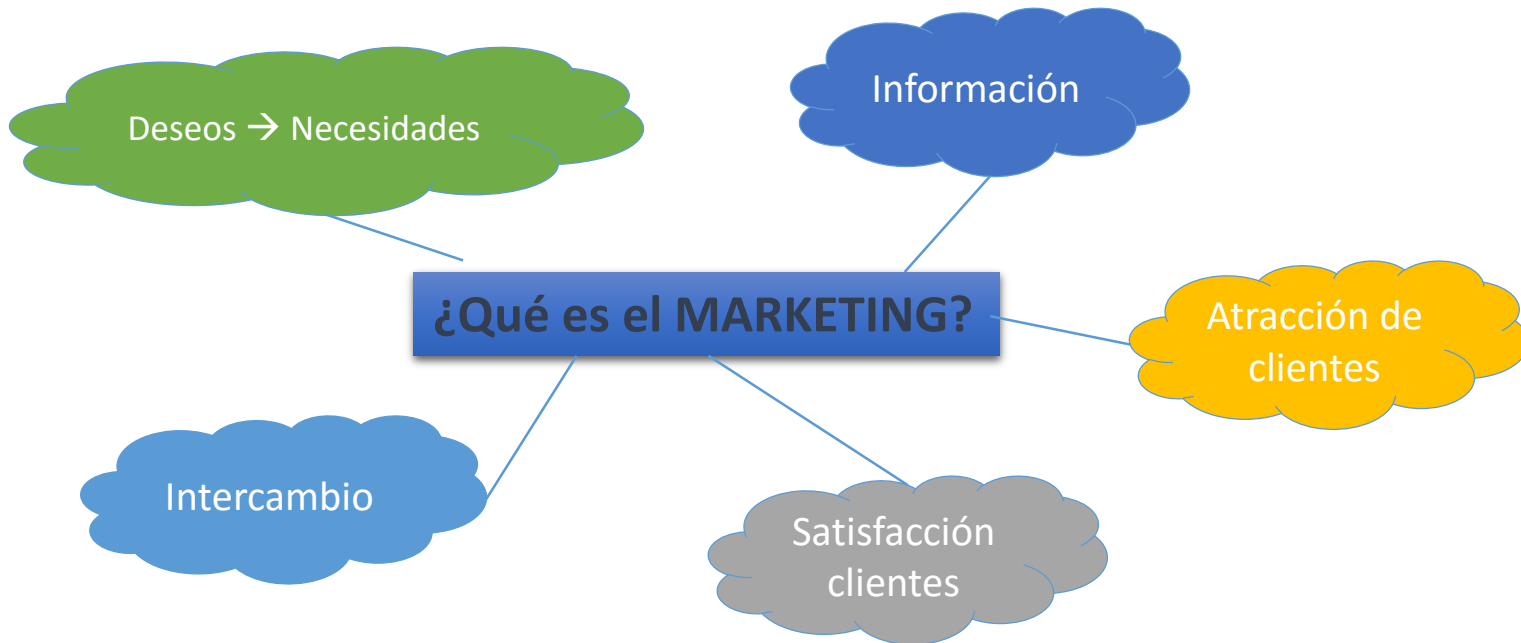 Deseos → Necesidades
Información
¿Qué es el MARKETING?
Atracción de
clientes
Intercambio
Satisfacción
clientes